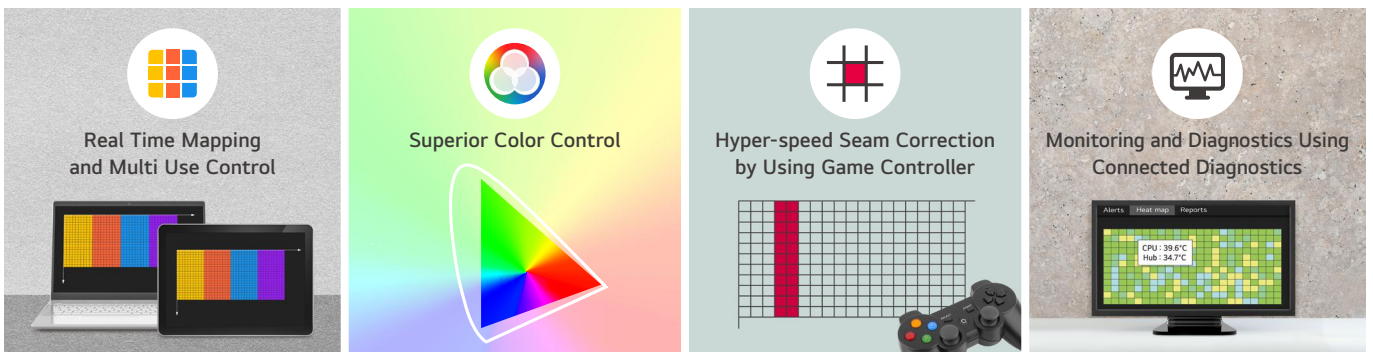 Real Time Mapping
and Multi Use Control
Superior Color Control
Hyper-speed Seam Correction
by Using Game Controller
Monitoring and Diagnostics Using
Connected Diagnostics
Alerts Heat map Reports
CPU : 39.6°C
Hub : 34.7°C